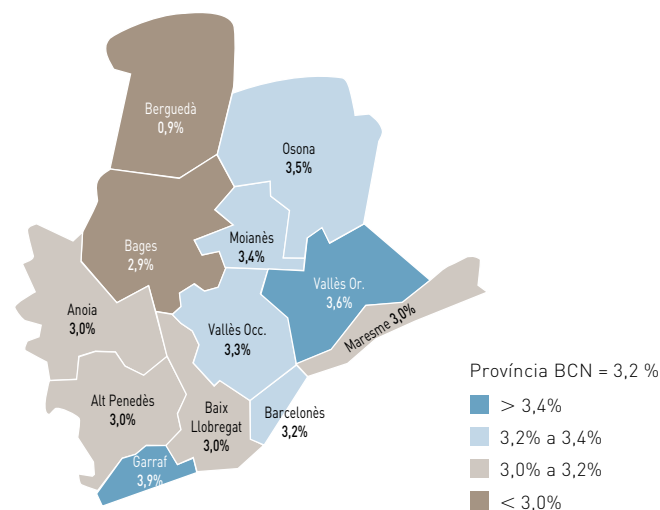 Berguedà
0,9%
Osona
3,5%
Moianès
3,4%
Bages
2,9%
Vallès Or.
3,6%
Anoia
3,0%
Vallès Occ.
3,3%
Maresme 3,0%
Alt Penedès
3,0%
Baix
Llobregat
3,0%
Barcelonès
3,2%
Garraf
3,9%
Província BCN = 3,2 %
> 3,4%
3,2% a 3,4%
3,0% a 3,2%
< 3,0%